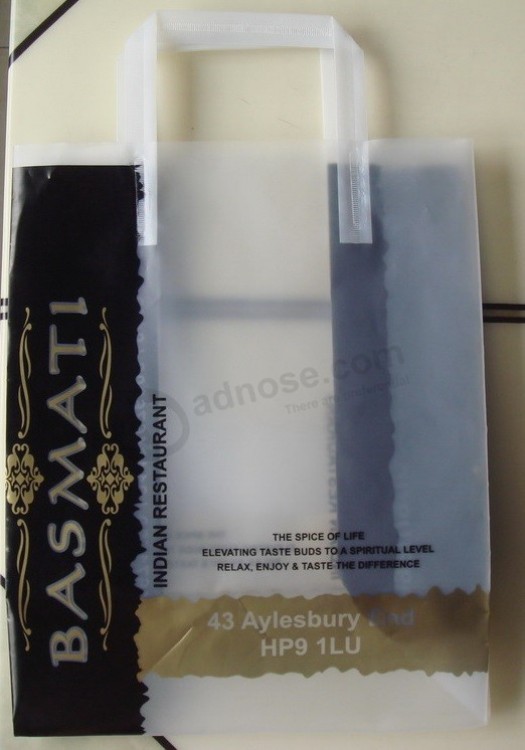 BASMATI
INDIAN RESTAURANT
adnose.com
THE SPICE OF LIFE
ELEVATING TASTE BUDS TO A SPIRITUAL LEVEL
RELAX, ENJOY & TASTE THE DIFFERENCE
43 Aylesbury End
HP9 1LU